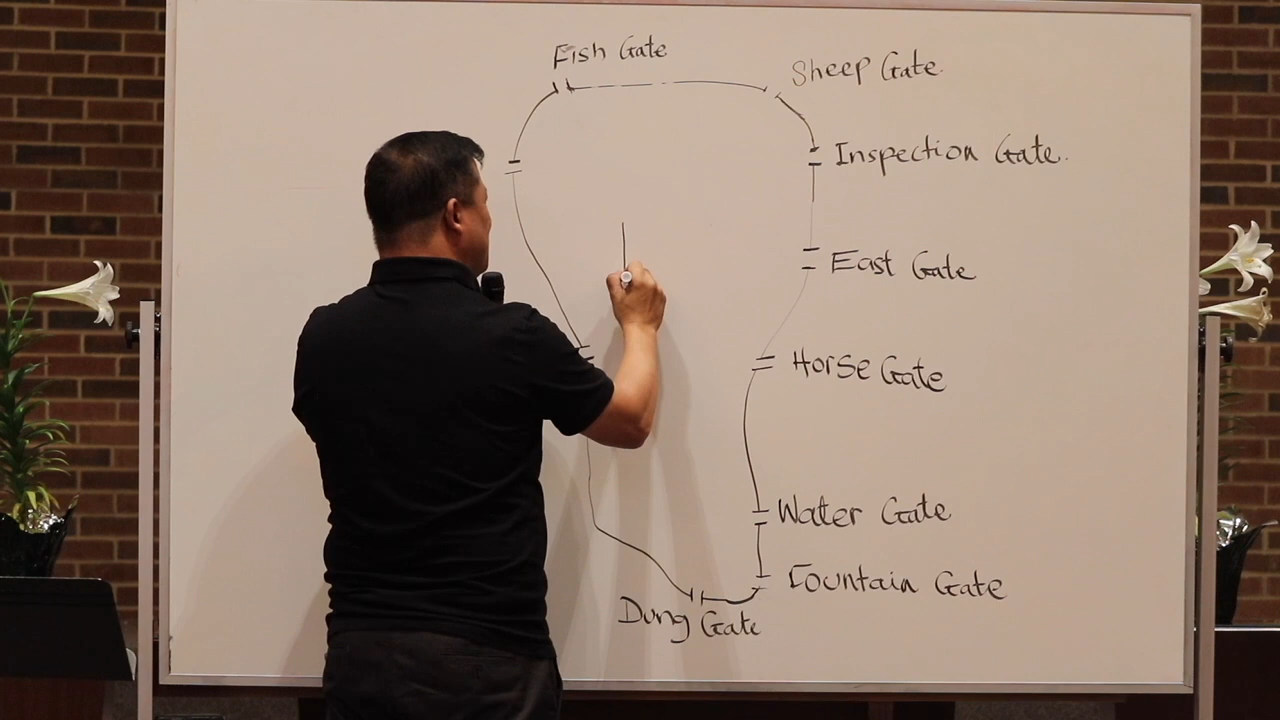 Fish Gate
Sheep Gate.
Inspection Gate.
East Gate
Horse Gate
Water Gate
Fountain Gate
Dung Gate